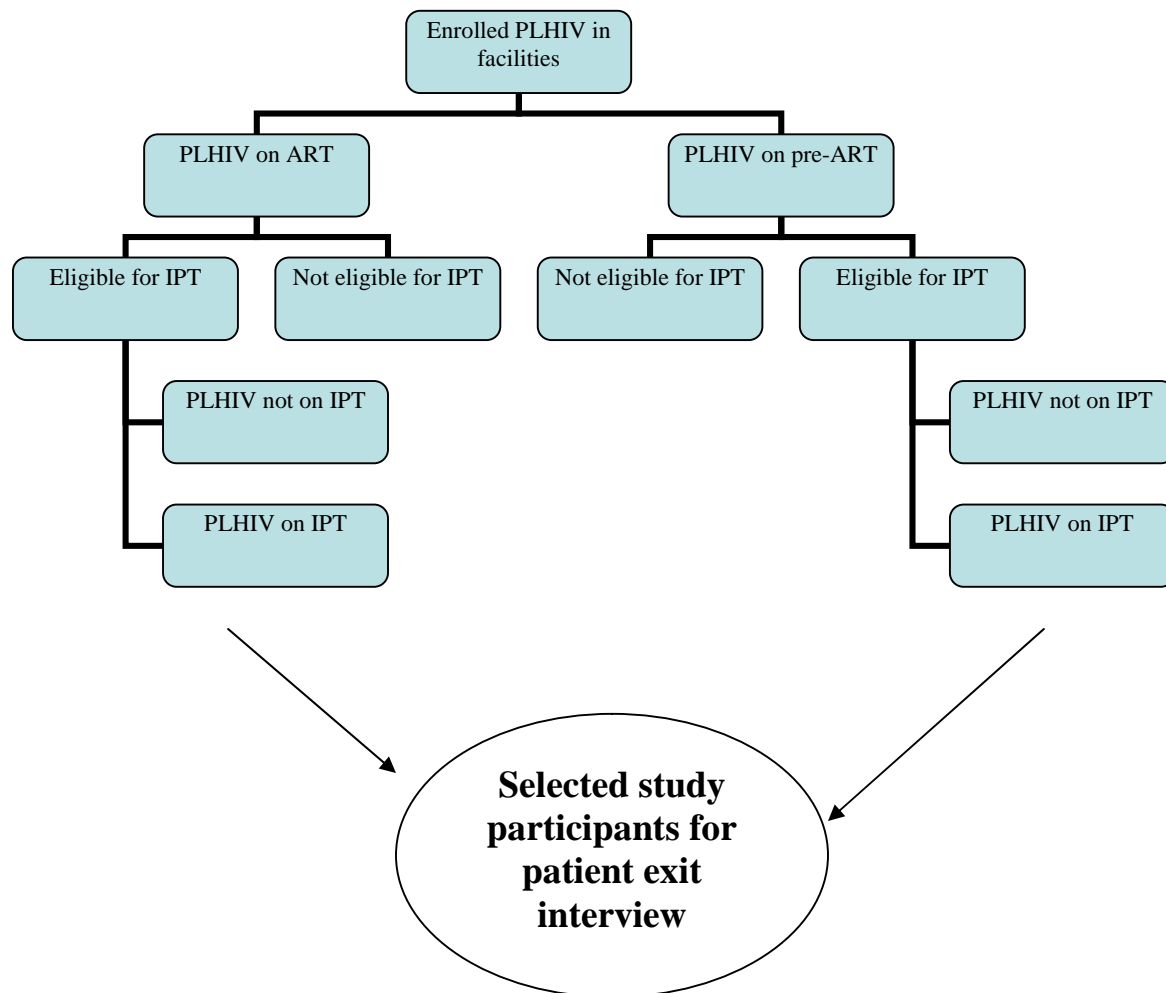 Enrolled PLHIV in
facilities
PLHIV on ART
PLHIV on pre-ART
Eligible for IPT
Not eligible for IPT
Not eligible for IPT
Eligible for IPT
PLHIV not on IPT
PLHIV not on IPT
PLHIV on IPT
PLHIV on IPT
Selected study
participants for
patient exit
interview